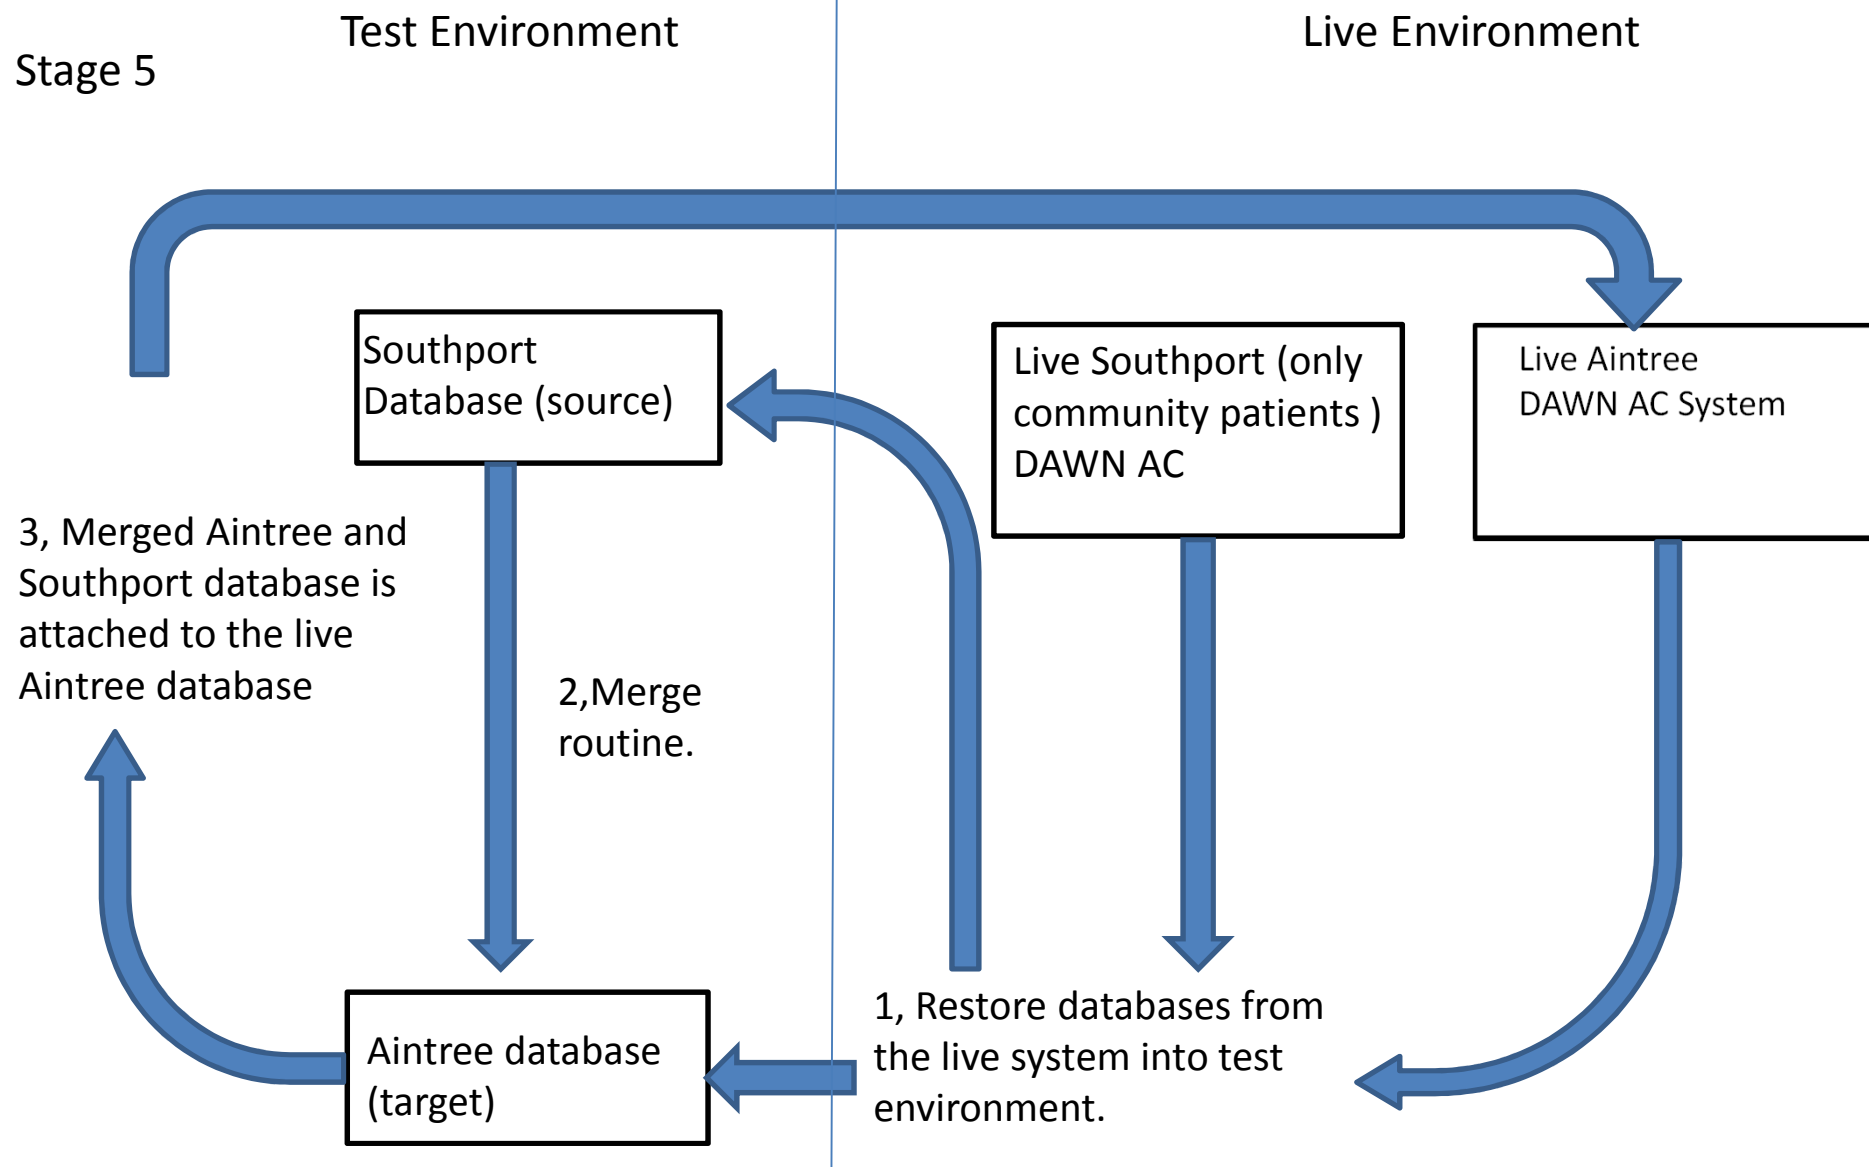 Test Environment
Live Environment
Stage 5
Southport
Database (source)
Live Southport (only
community patients )
DAWN AC
Live Aintree
DAWN AC System
3, Merged Aintree and
Southport database is
attached to the live
Aintree database
2,Merge
routine.
Aintree database
(target)
1, Restore databases from
the live system into test
environment.